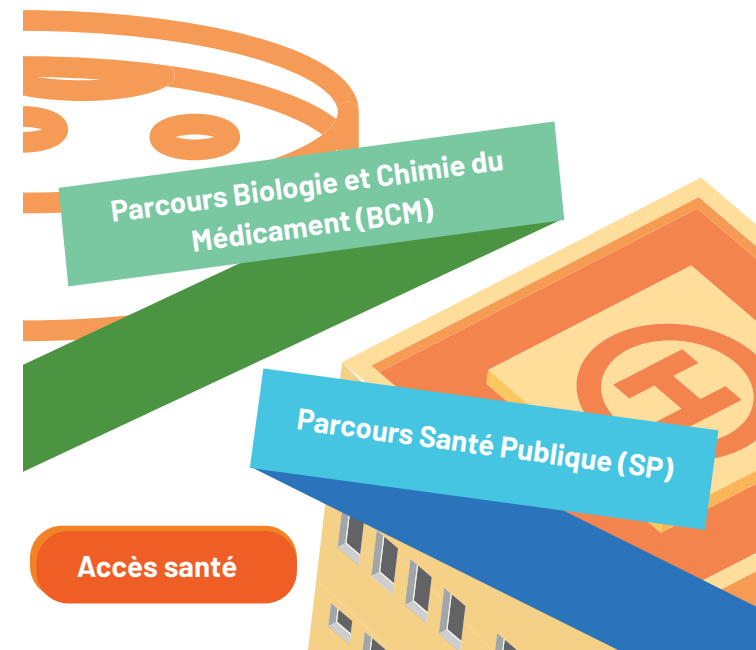 Parcours Biologie et Chimie du
Médicament (BCM)
H
Parcours Santé Publique (SP)
Accès santé